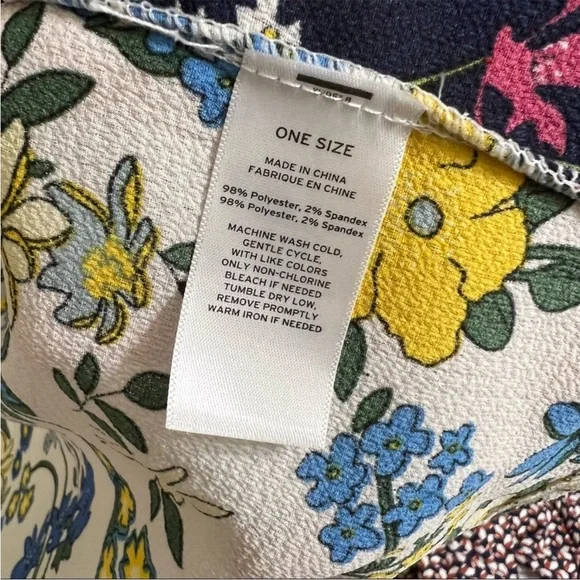 ONE SIZE
MADE IN CHINA
FABRIQUE EN CHINE
98% Polyester, 2% Spandex
98% Polyester, 2% Spandex
MACHINE WASH COLD,
GENTLE CYCLE,
WITH LIKE COLORS
ONLY NON-CHLORINE
BLEACH IF NEEDED
TUMBLE DRY LOW,
REMOVE PROMPTLY
WARM IRON IF NEEDED